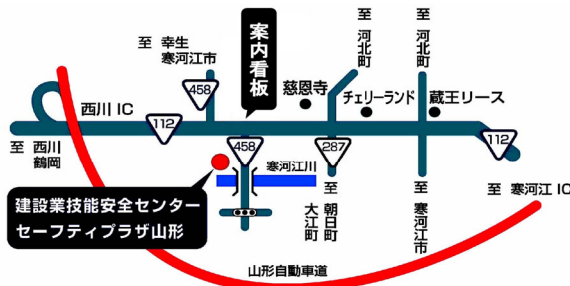 案内看板
至 幸生
寒河江市
至 河北町
至 河北町
458
慈恩寺
チェリーランド
蔵王リース
西川 IC
112
458
287
112
至 西川
鶴岡
寒河江川
至 朝日町
大江町
至 寒河江市
至 寒河江 IC
建設業技能安全センター
セーフティプラザ山形
山形自動車道